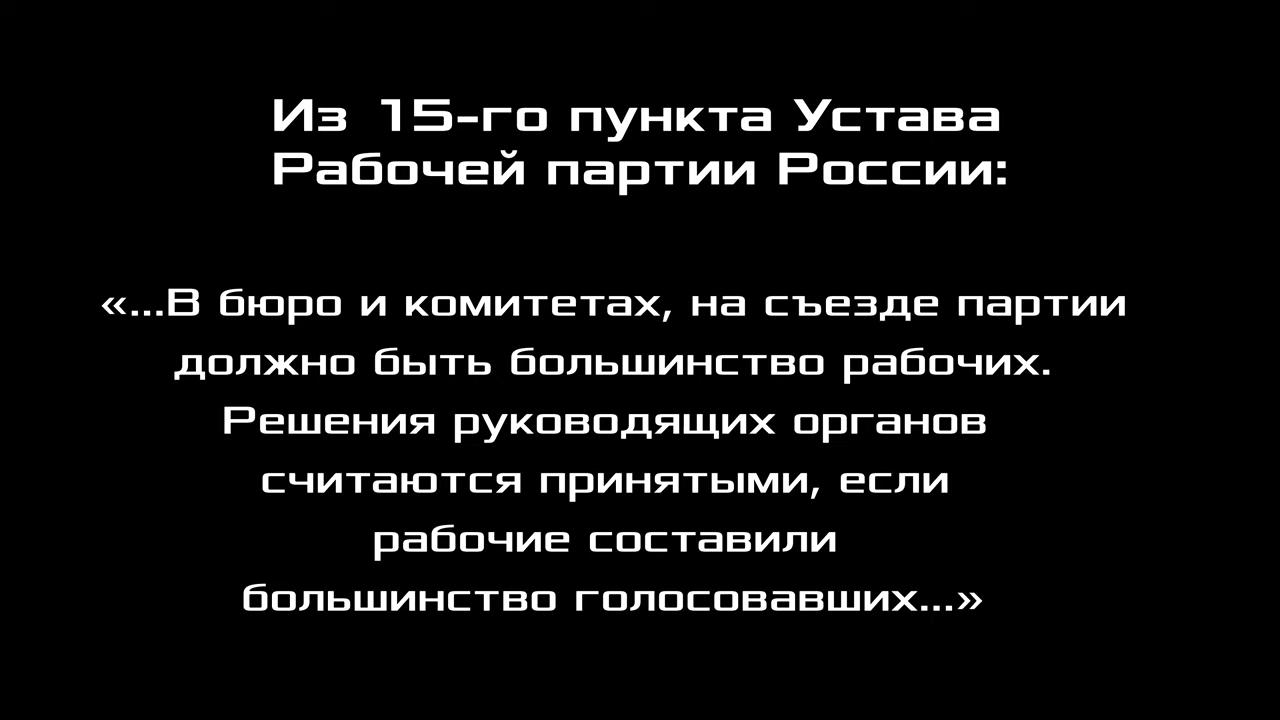 Из 15-го пункта Устава
Рабочей партии России:
«...В бюро и комитетах, на съезде партии
должно быть большинство рабочих.
Решения руководящих органов
считаются принятыми, если
рабочие составили
большинство голосовавших...»